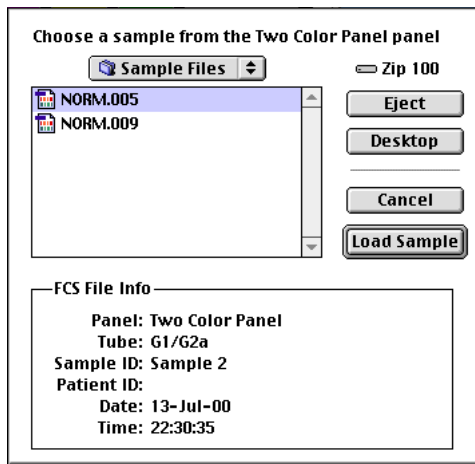 Choose a sample from the Two Color Panel panel
Sample Files
Zip 100
NORM.005
NORM.009
Eject
Desktop
Cancel
Load Sample
FCS File Info
Panel: Two Color Panel
Tube: G1/G2a
Sample ID: Sample 2
Patient ID:
Date: 13-Jul-00
Time: 22:30:35